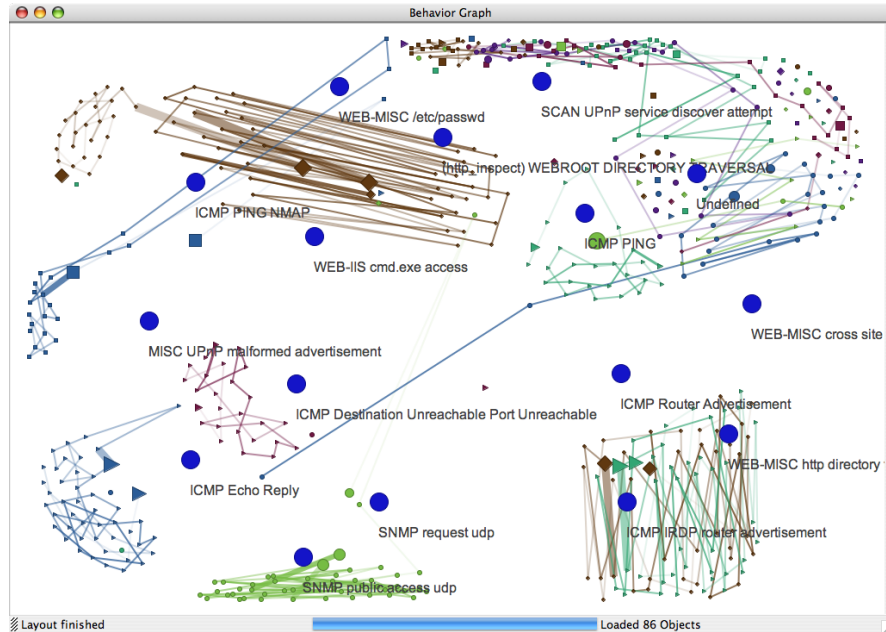 Behavior Graph
WEB-MISC /etc/passwd
SCAN UPnP service discover attempt
(http_inspect) WEBROOT DIRECTORY TRAVERSAL
Undefined
ICMP PING NMAP
ICMP PING
WEB-IIS cmd.exe access
WEB-MISC cross site
MISC UPnP malformed advertisement
ICMP Router Advertisement
ICMP Destination Unreachable Port Unreachable
WEB-MISC http directory
ICMP Echo Reply
SNMP request udp
ICMP IRDP router advertisement
SNMP public access udp
Layout finished
Loaded 86 Objects